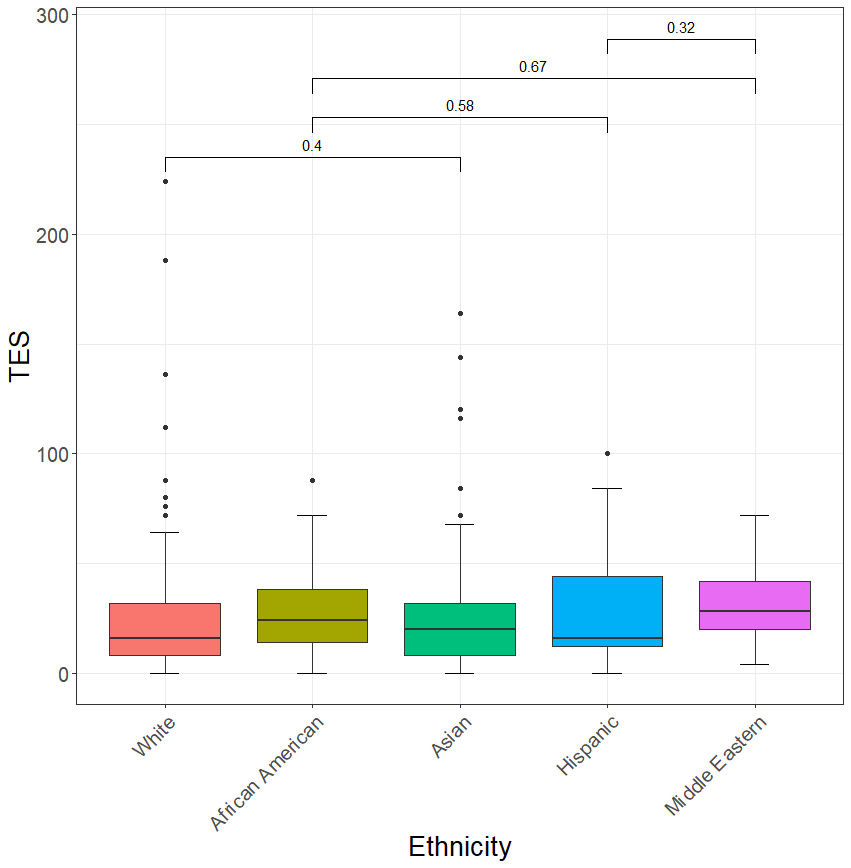 300
0.32
0.67
0.58
0.4
200
TES
100
0
White
African American
Asian
Hispanic
Middle Eastern
Ethnicity